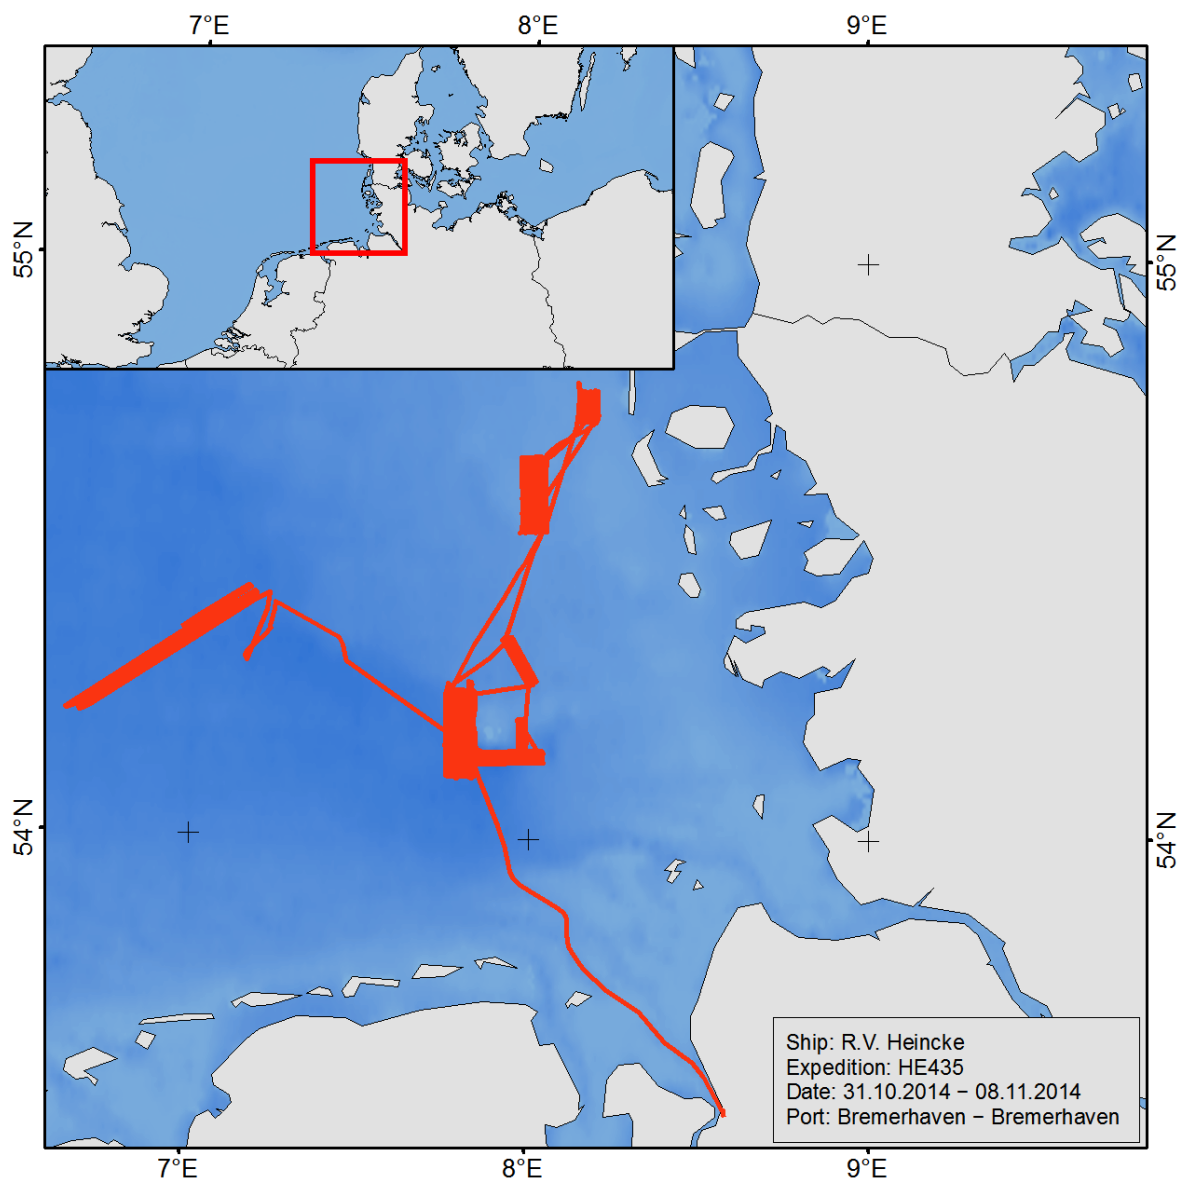 7°E 8°E 9°E
55°N 55°N
54°N 54°N
Ship: R.V. Heincke
Expedition: HE435
Date: 31.10.2014 − 08.11.2014
Port: Bremerhaven − Bremerhaven
7°E 8°E 9°E